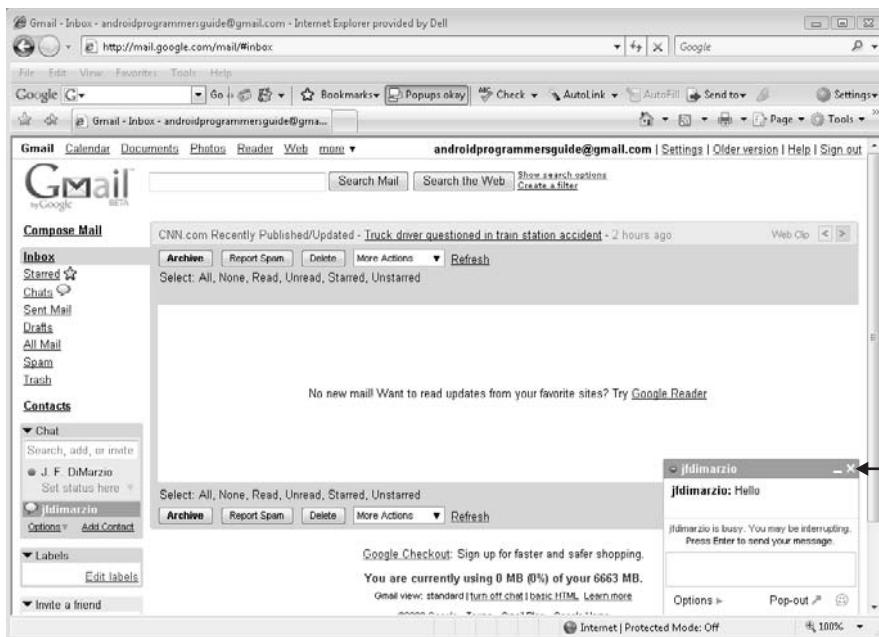 Gmail - Inbox - androidprogrammersguide@gmail.com - Internet Explorer provided by Dell
http://mail.google.com/mail/#inbox
Google
File Edit View Favorites Tools Help
Google G Go Bookmarks Popups okay Check AutoLink AutoFill Send to Settings
Gmail - Inbox - androidprogrammersguide@gma... Page Tools
Gmail Calendar Documents Photos Reader Web more androidprogrammersguide@gmail.com | Settings | Older version | Help | Sign out
Gmail by Google BETA
Search Mail Search the Web Show search options
Create a filter
Compose Mail
CNN.com Recently Published/Updated - Truck driver questioned in train station accident - 2 hours ago Web Clip < >
Inbox
Archive Report Spam Delete More Actions Refresh
Starred
Select: All, None, Read, Unread, Starred, Unstarred
Chats
Sent Mail
Drafts
All Mail
Spam
Trash
No new mail! Want to read updates from your favorite sites? Try Google Reader
Contacts
Chat
Search, add, or invite
J. F. DiMarzio
Set status here
jfdimarzio
Options Add Contact
Select: All, None, Read, Unread, Starred, Unstarred
Archive Report Spam Delete More Actions Refresh
jfdimarzio
jfdimarzio: Hello
jfdimarzio is busy. You may be interrupting.
Press Enter to send your message.
Options Pop-out
Labels
Edit labels
Invite a friend
Google Checkout: Sign up for faster and safer shopping.
You are currently using 0 MB (0%) of your 6663 MB.
Gmail view: standard | turn off chat | basic HTML Learn more
Internet | Protected Mode: Off 100%